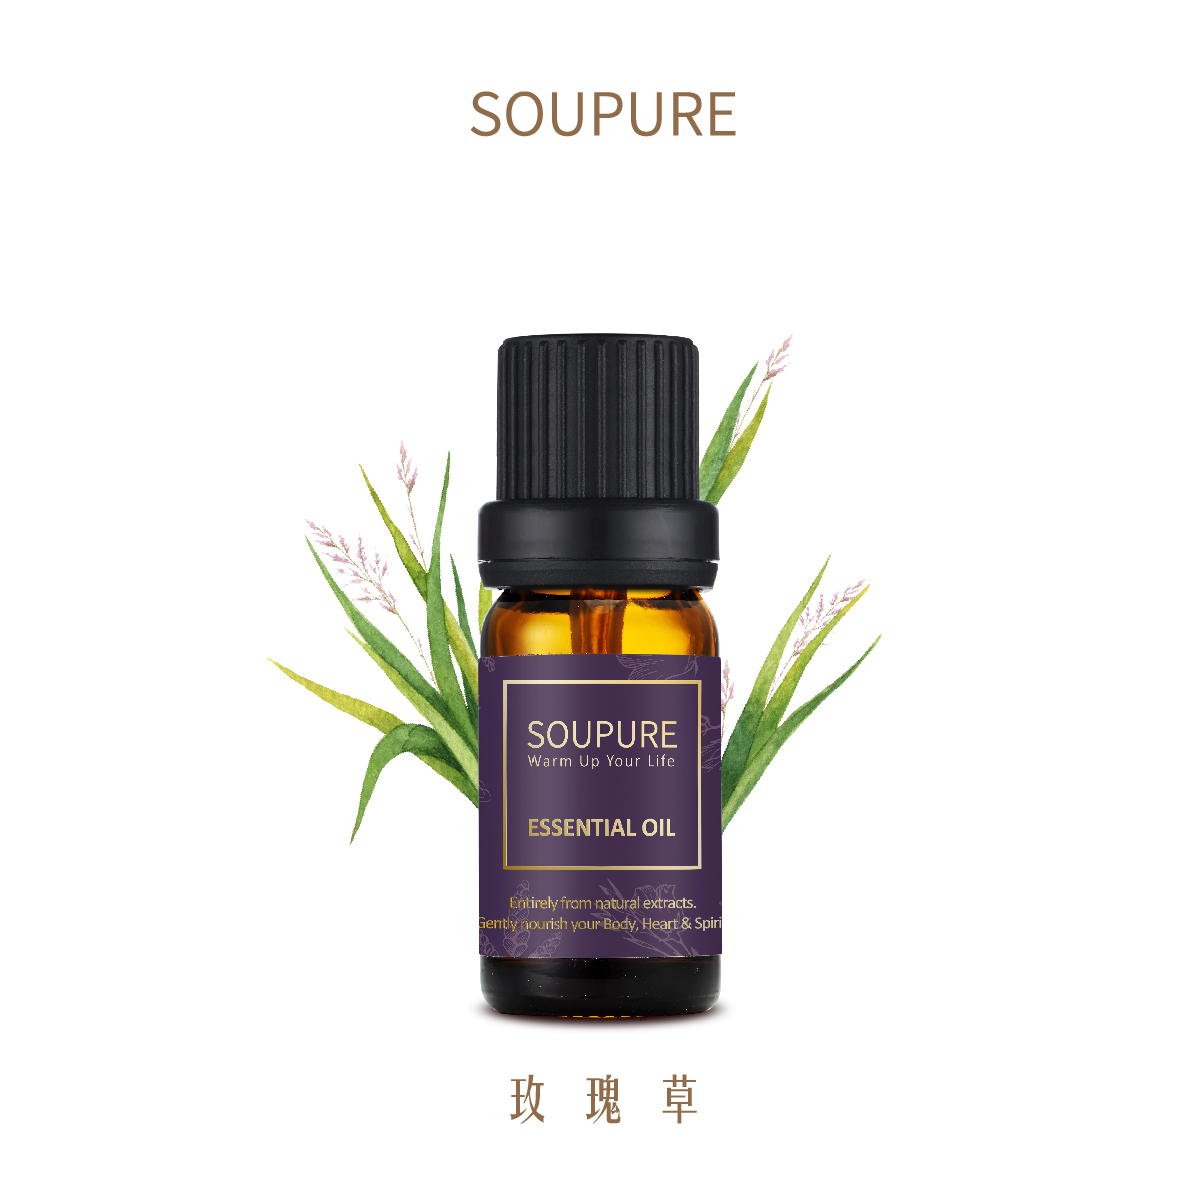 SOUPURE
SOUPURE
Warm Up Your Life
ESSENTIAL OIL
Entirely from natural extracts.
Gently nourish your Body, Heart & Spiri
玫瑰草